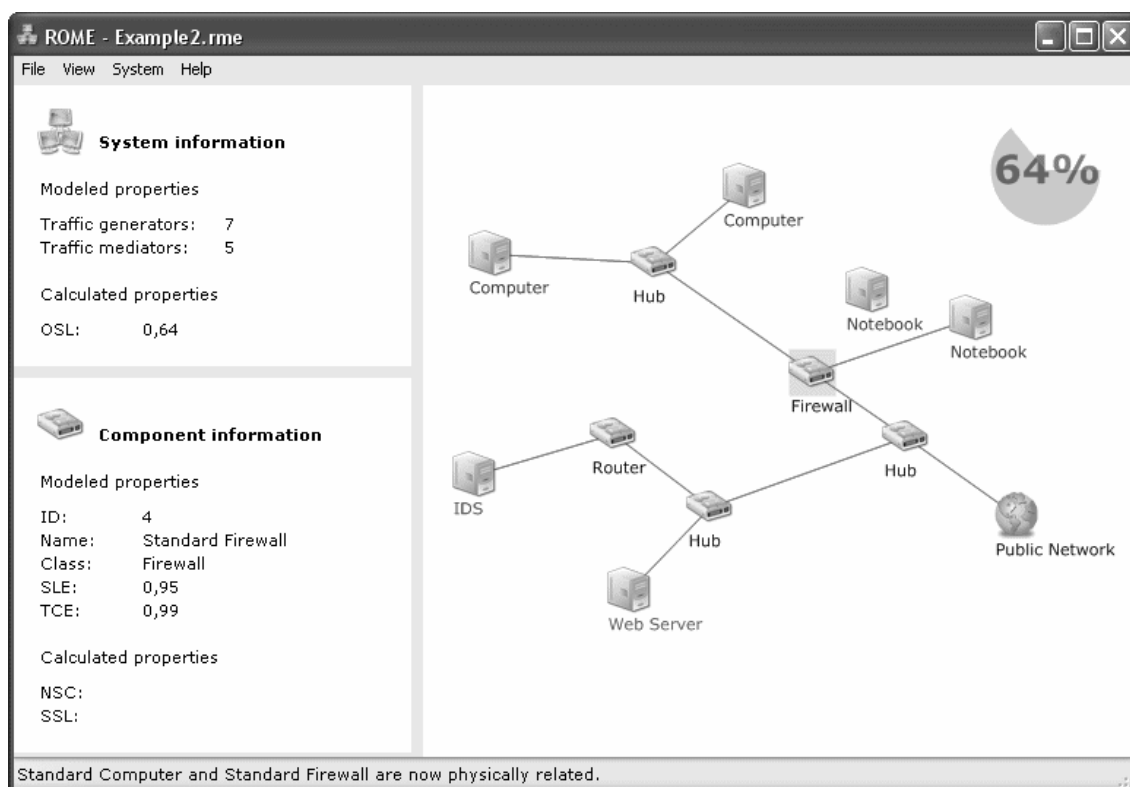 ROME - Example2.rme
File View System Help
System information
Modeled properties
Traffic generators: 7
Traffic mediators: 5
Calculated properties
OSL: 0,64
Component information
Modeled properties
ID: 4
Name: Standard Firewall
Class: Firewall
SLE: 0,95
TCE: 0,99
Calculated properties
NSC:
SSL:
64%
Computer
Computer
Hub
Notebook
Notebook
Firewall
Router
Hub
IDS
Hub
Public Network
Web Server
Standard Computer and Standard Firewall are now physically related.